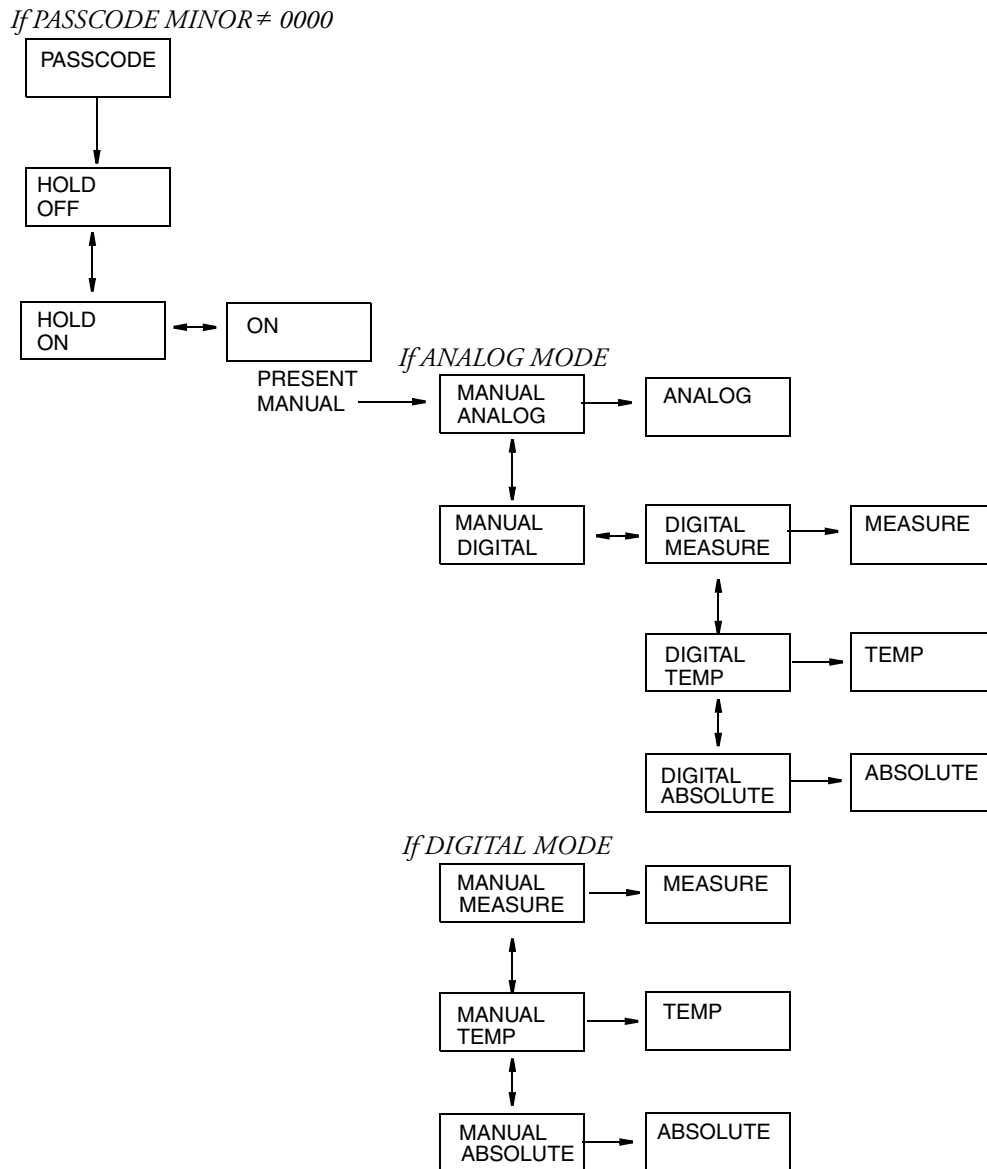 If PASSCODE MINOR ≠ 0000
PASSCODE
HOLD
OFF
HOLD
ON
ON
PRESENT
MANUAL
If ANALOG MODE
MANUAL
ANALOG
ANALOG
MANUAL
DIGITAL
DIGITAL
MEASURE
MEASURE
DIGITAL
TEMP
TEMP
DIGITAL
ABSOLUTE
ABSOLUTE
If DIGITAL MODE
MANUAL
MEASURE
MEASURE
MANUAL
TEMP
TEMP
MANUAL
ABSOLUTE
ABSOLUTE